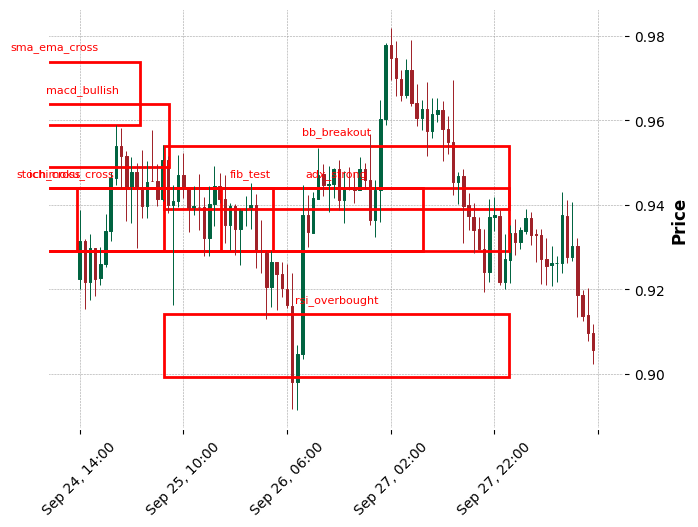 sma_ema_cross
macd_bullish
bb_breakout
fib_test
rsi_overbought
0.98
0.96
0.94
0.92
0.90
Price
Sep 24, 14:00
Sep 25, 10:00
Sep 26, 06:00
Sep 27, 02:00
Sep 27, 22:00